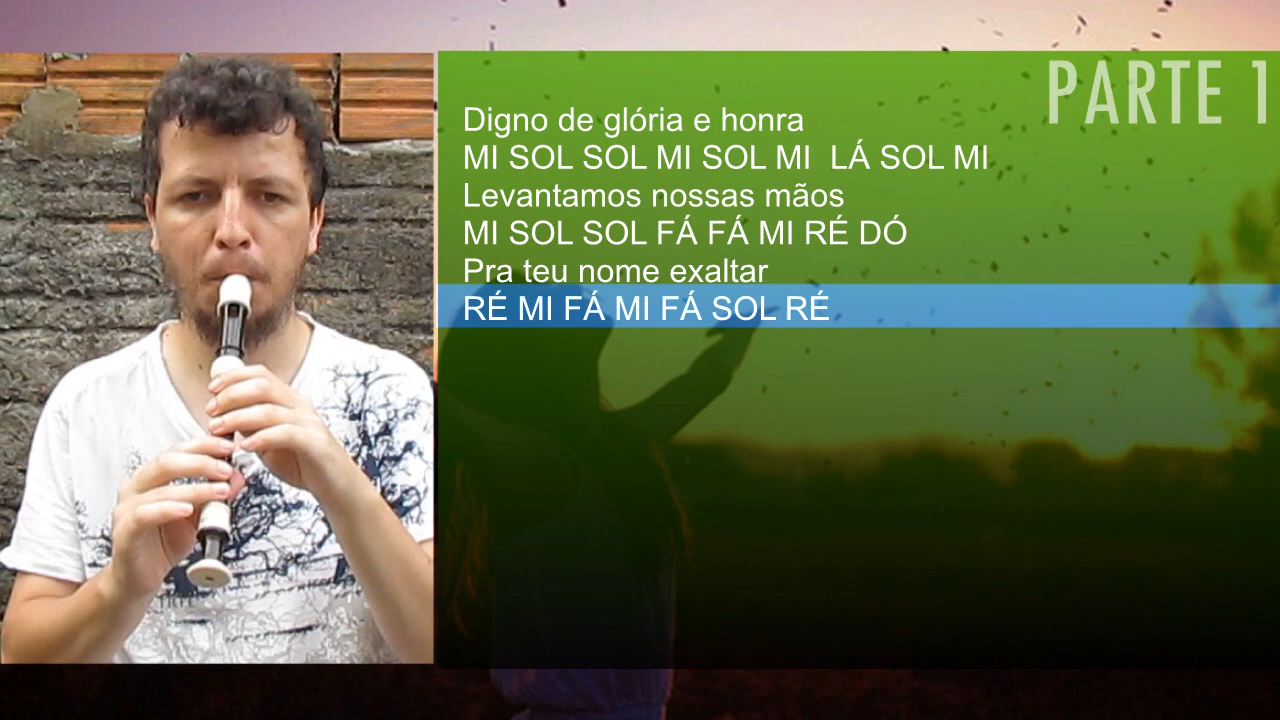 PARTE 1
Digno de glória e honra
MI SOL SOL MI SOL MI LÁ SOL MI
Levantamos nossas mãos
MI SOL SOL FÁ FÁ MI RÉ DÓ
Pra teu nome exaltar
RÉ MI FÁ MI FÁ SOL RÉ